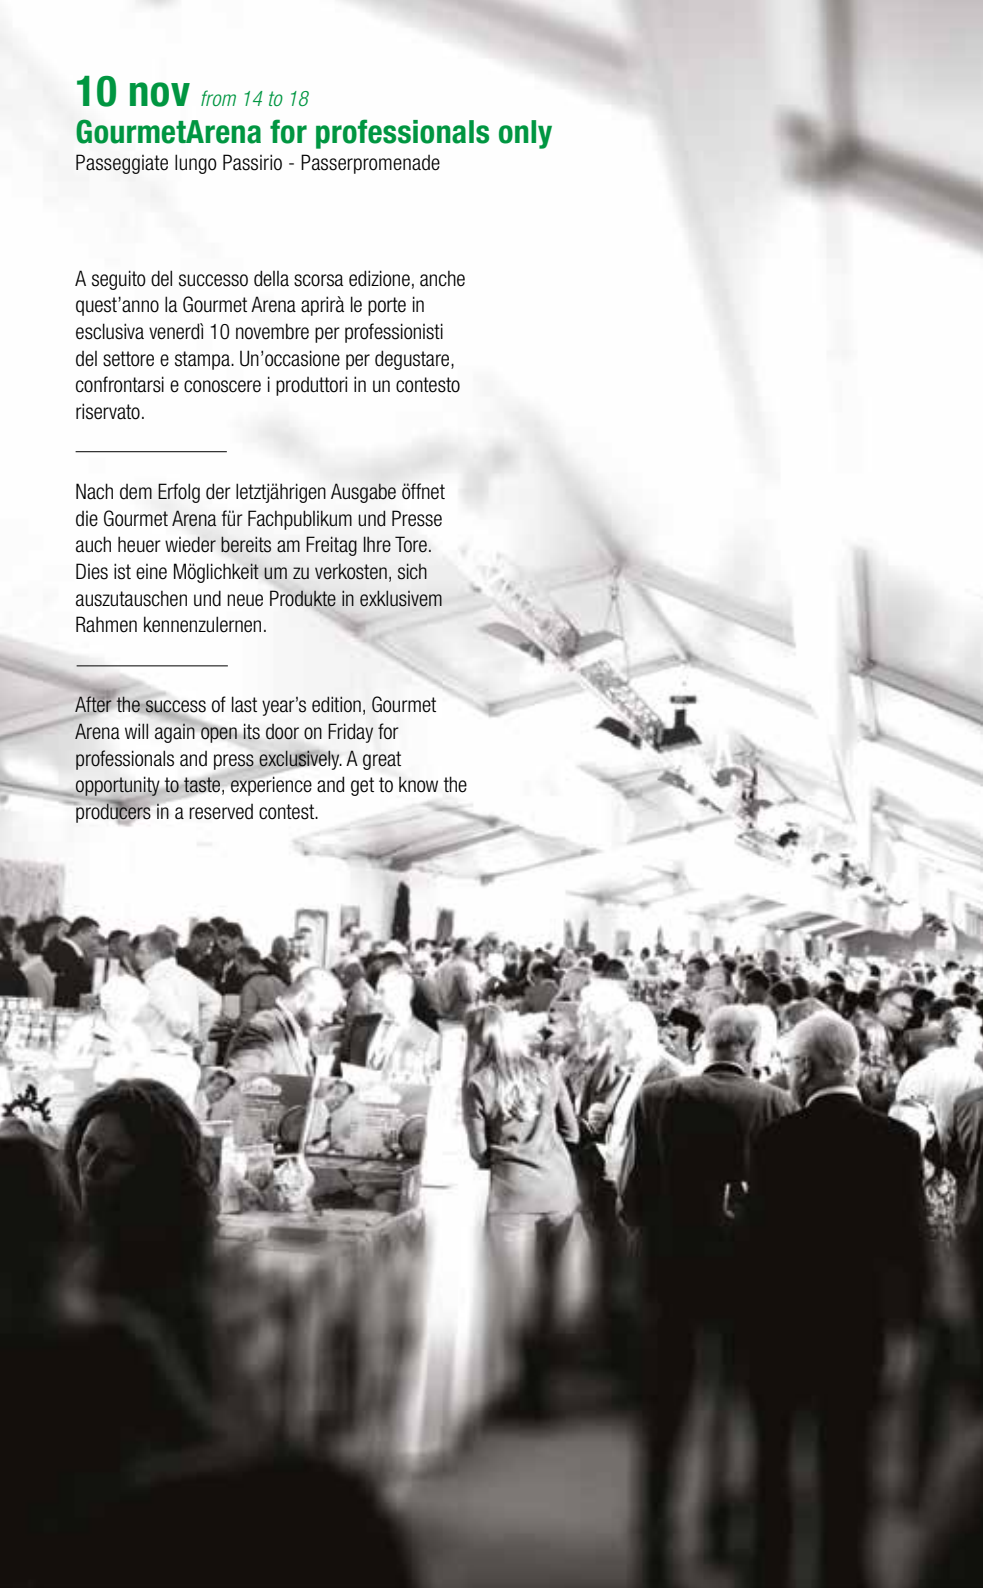 10 nov from 14 to 18
GourmetArena for professionals only
Passeggiate lungo Passirio - Passerpromenade
A seguito del successo della scorsa edizione, anche
quest’anno la Gourmet Arena aprirà le porte in
esclusiva venerdì 10 novembre per professionisti
del settore e stampa. Un’occasione per degustare,
confrontarsi e conoscere i produttori in un contesto
riservato.
Nach dem Erfolg der letztjährigen Ausgabe öffnet
die Gourmet Arena für Fachpublikum und Presse
auch heuer wieder bereits am Freitag Ihre Tore.
Dies ist eine Möglichkeit um zu verkosten, sich
auszutauschen und neue Produkte in exklusivem
Rahmen kennenzulernen.
After the success of last year’s edition, Gourmet
Arena will again open its door on Friday for
professionals and press exclusively. A great
opportunity to taste, experience and get to know the
producers in a reserved contest.